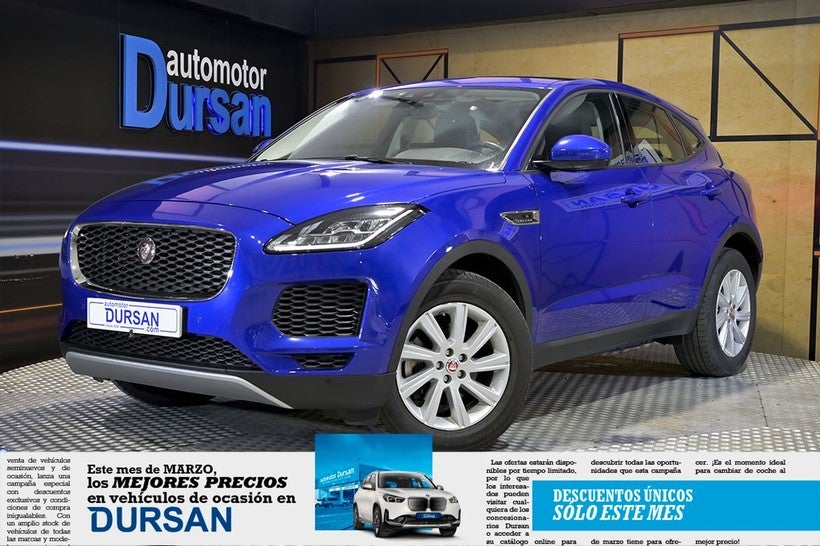 automotor
Dursan
automotor
DURSAN
.com
venta de vehículos
seminuevos y de
ocasión, lanza una
campaña especial
con descuentos
exclusivos y condi-
ciones de compra
inigualables. Con
un amplio stock de
vehículos de todas
las marcas y mode-
Este mes de MARZO,
los MEJORES PRECIOS
en vehículos de ocasión en
DURSAN
automotor Dursan
Las ofertas estarán dispo-
nibles por tiempo limitado,
por lo que
los interesa-
dos pueden
visitar cual-
quiera de los
concesiona-
rios Dursan
o acceder a
su catálogo online para
descubrir todas las oportu-
nidades que esta campaña
de marzo tiene para ofre-
cer. ¡Es el momento ideal
para cambiar de coche al
mejor precio!
DESCUENTOS ÚNICOS
SÓLO ESTE MES